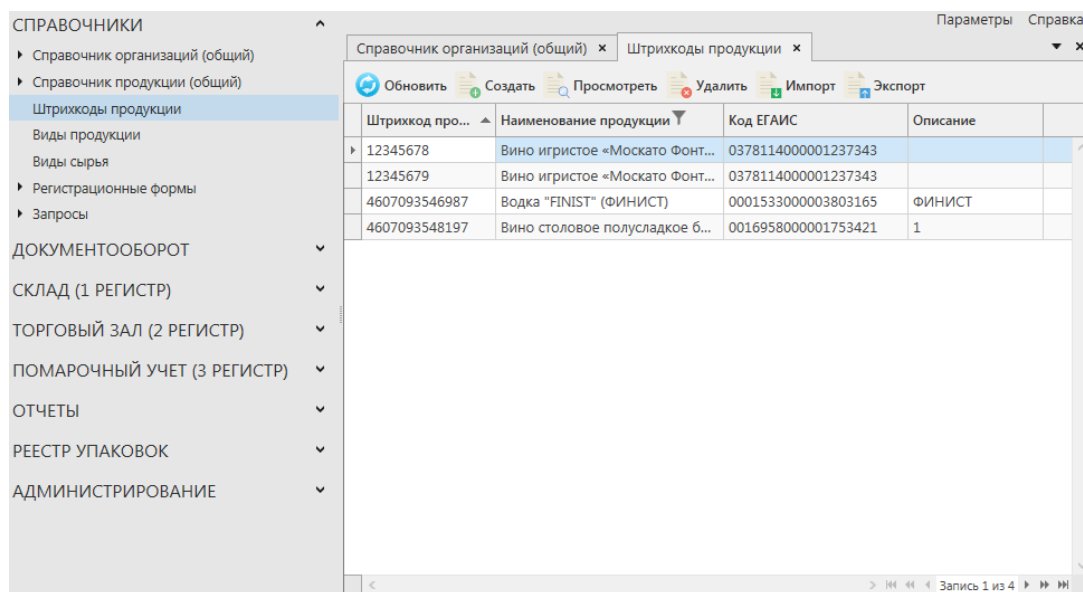 Параметры Справка
СПРАВОЧНИКИ
Справочник организаций (общий)
Справочник продукции (общий)
Штрихкоды продукции
Виды продукции
Виды сырья
Регистрационные формы
Запросы
ДОКУМЕНТООБОРОТ
СКЛАД (1 РЕГИСТР)
ТОРГОВЫЙ ЗАЛ (2 РЕГИСТР)
ПОМАРОЧНЫЙ УЧЕТ (3 РЕГИСТР)
ОТЧЕТЫ
РЕЕСТР УПАКОВОК
АДМИНИСТРИРОВАНИЕ
Справочник организаций (общий) Штрихкоды продукции
Обновить Создать Просмотреть Удалить Импорт Экспорт
Штрихкод про... Наименование продукции Код ЕГАИС Описание
12345678 Вино игристое «Москато Фонт... 0378114000001237343
12345679 Вино игристое «Москато Фонт... 0378114000001237343
4607093546987 Водка "FINIST" (ФИНИСТ) 0001533000003803165 ФИНИСТ
4607093548197 Вино столовое полусладкое б... 0016958000001753421 1
Запись 1 из 4